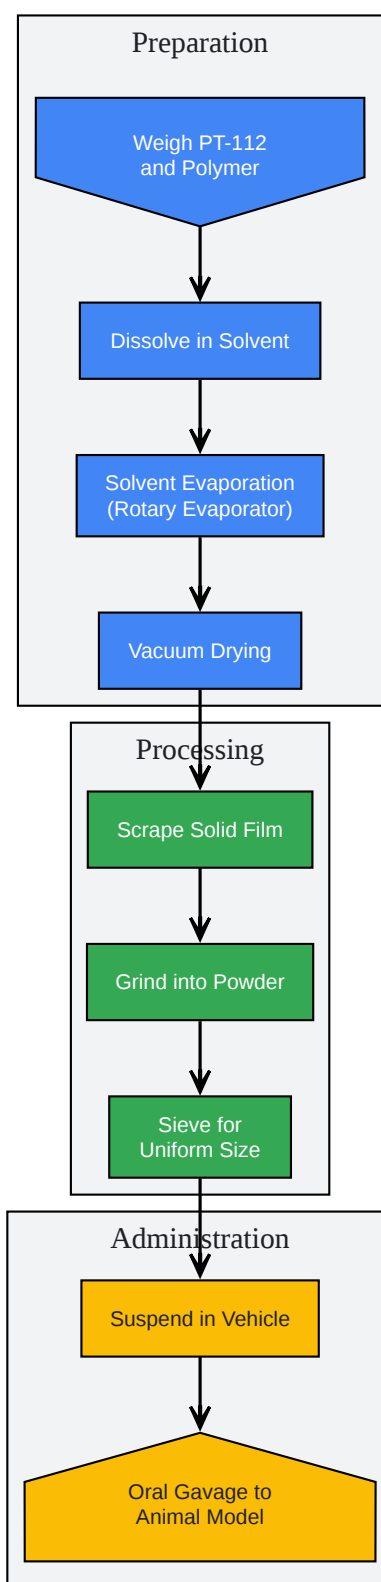 Preparation
Weigh PT-112
and Polymer
Dissolve in Solvent
Solvent Evaporation
(Rotary Evaporator)
Vacuum Drying
Processing
Scrape Solid Film
Grind into Powder
Sieve for
Uniform Size
Administration
Suspend in Vehicle
Oral Gavage to
Animal Model